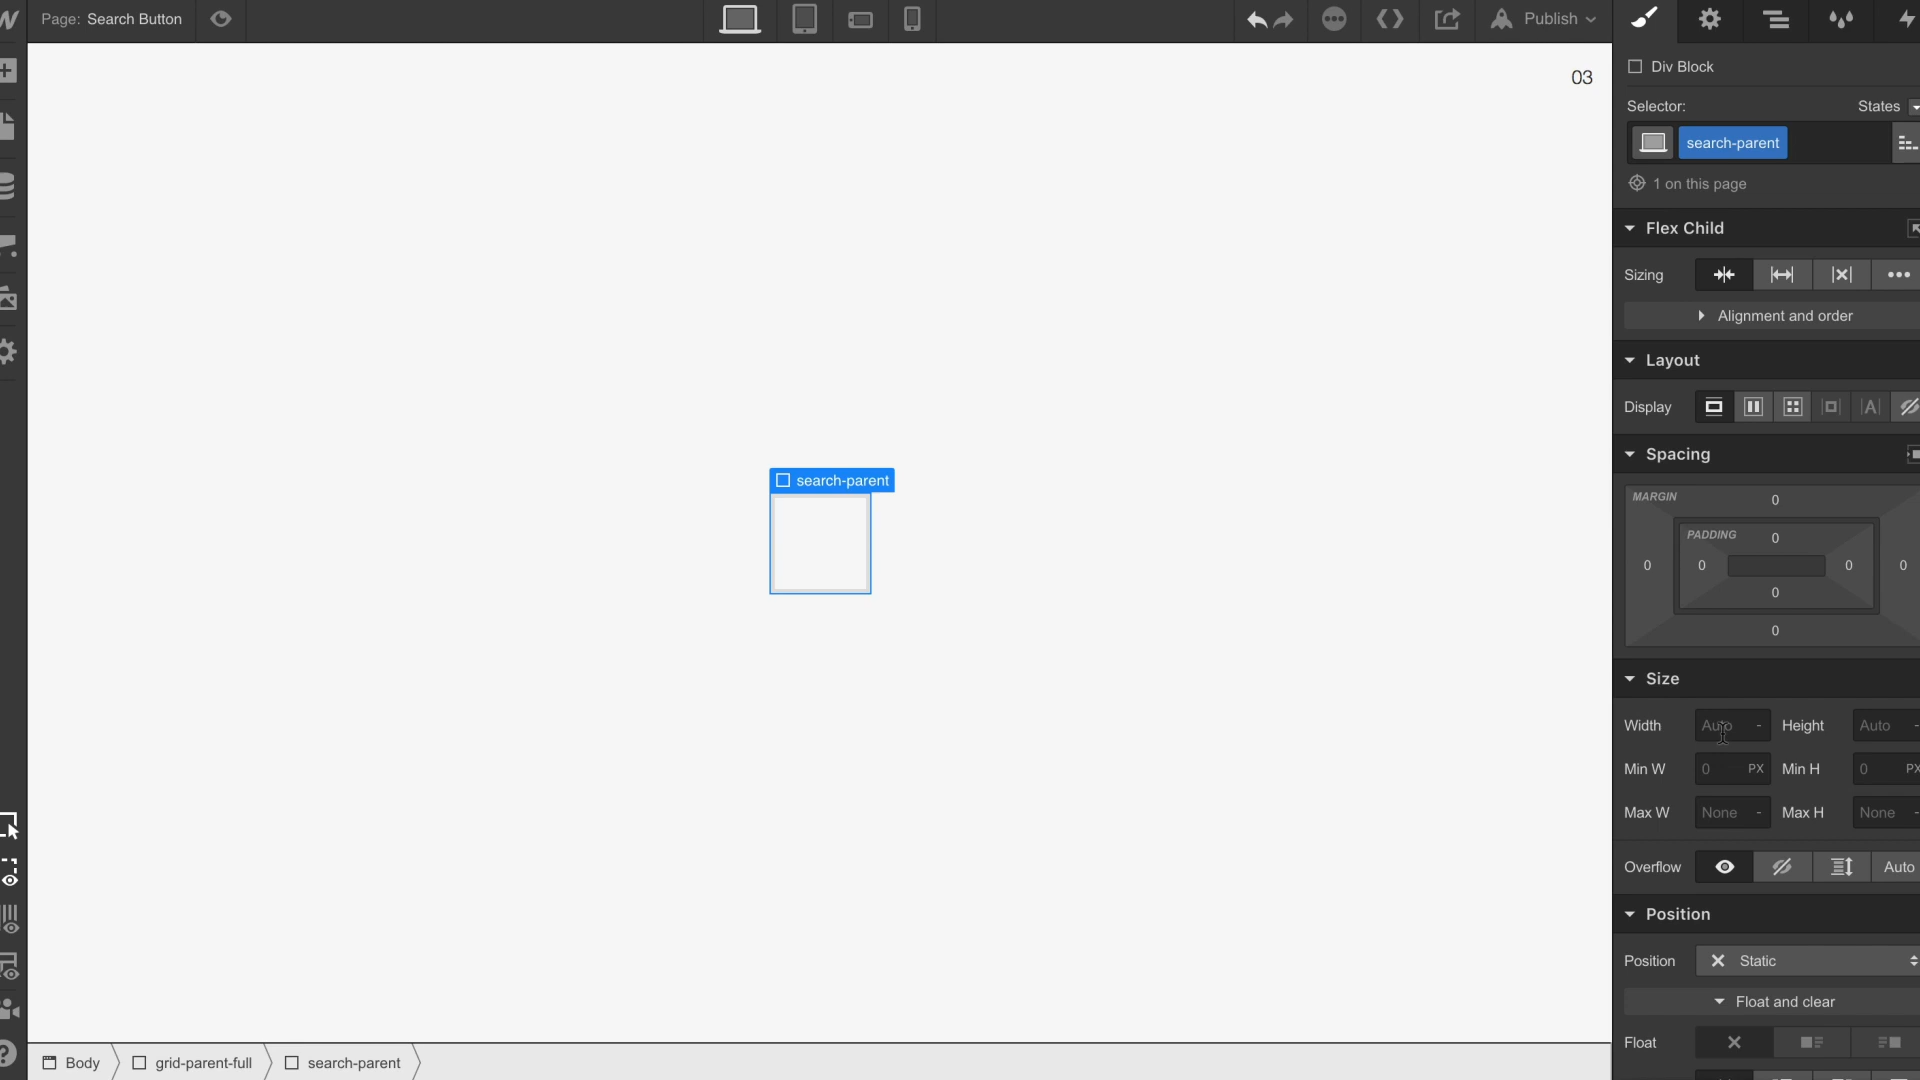 Page: Search Button
Publish
03
Div Block
Selector:
States
search-parent
1 on this page
Flex Child
Sizing
Alignment and order
Layout
Display
Spacing
MARGIN
0
PADDING
0
0
0
0
0
0
0
Size
Width
Auto
-
Height
Auto
-
Min W
0
PX
Min H
0
PX
Max W
None
-
Max H
None
-
Overflow
Auto
Position
Position
Static
Float and clear
Float
search-parent
Body
grid-parent-full
search-parent